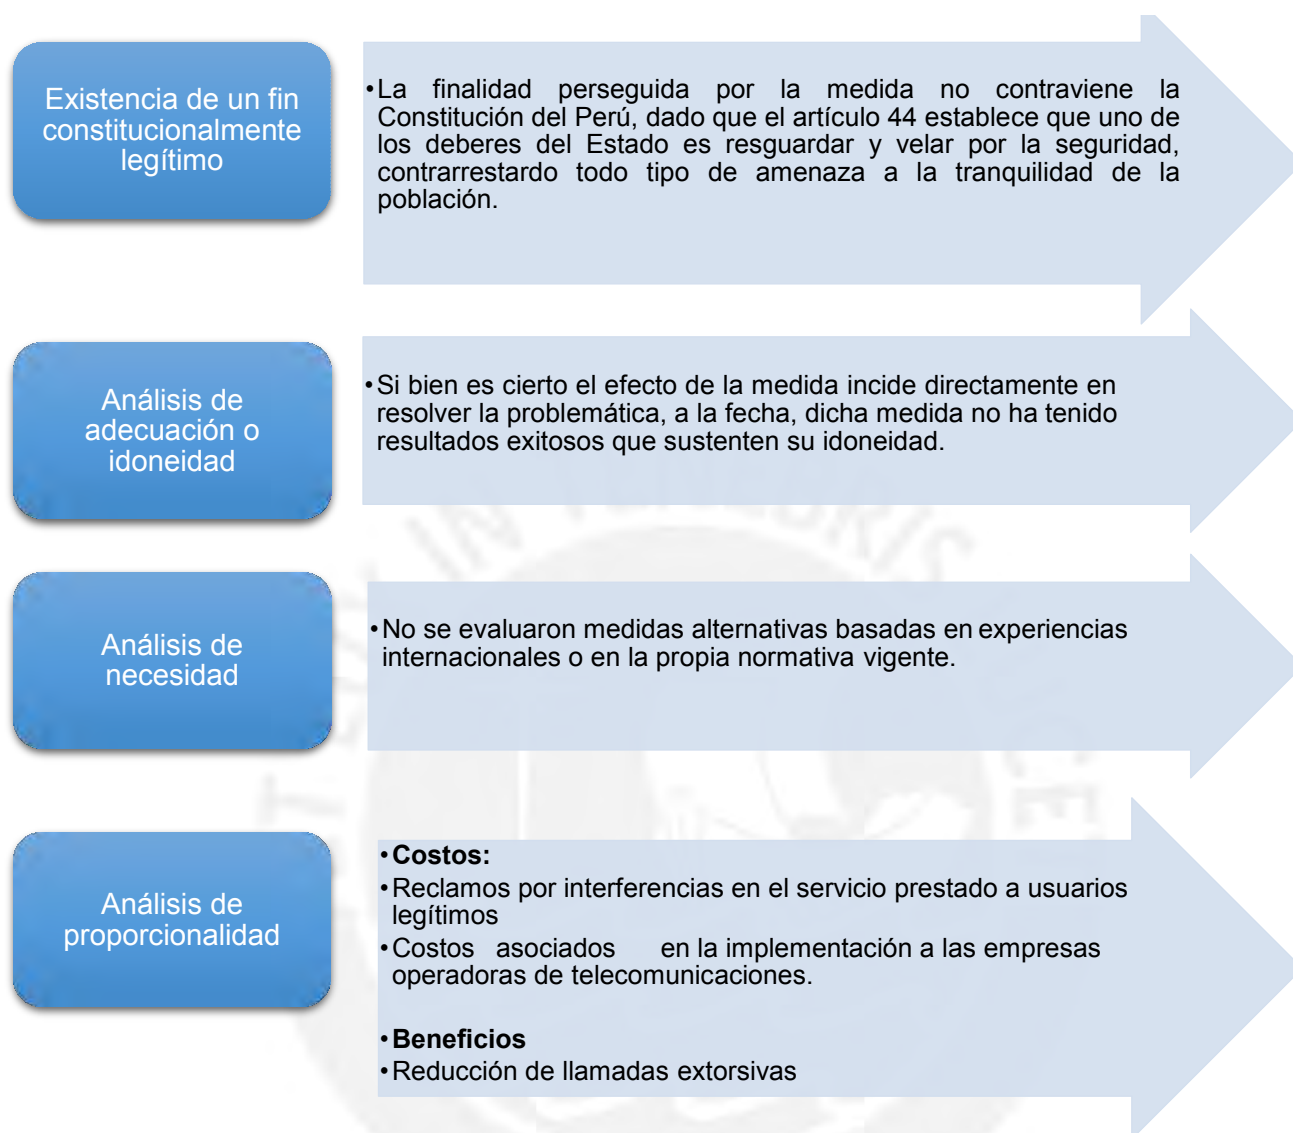 Existencia de un fin
constitucionalmente
legítimo
•La finalidad perseguida por la medida no contraviene la
Constitución del Perú, dado que el artículo 44 establece que uno de
los deberes del Estado es resguardar y velar por la seguridad,
contrarrestardo todo tipo de amenaza a la tranquilidad de la
población.
Análisis de
adecuación o
idoneidad
•Si bien es cierto el efecto de la medida incide directamente en
resolver la problemática, a la fecha, dicha medida no ha tenido
resultados exitosos que sustenten su idoneidad.
Análisis de
necesidad
•No se evaluaron medidas alternativas basadas en experiencias
internacionales o en la propia normativa vigente.
Análisis de
proporcionalidad
•Costos:
•Reclamos por interferencias en el servicio prestado a usuarios
legítimos
•Costos asociados en la implementación a las empresas
operadoras de telecomunicaciones.
•Beneficios
•Reducción de llamadas extorsivas